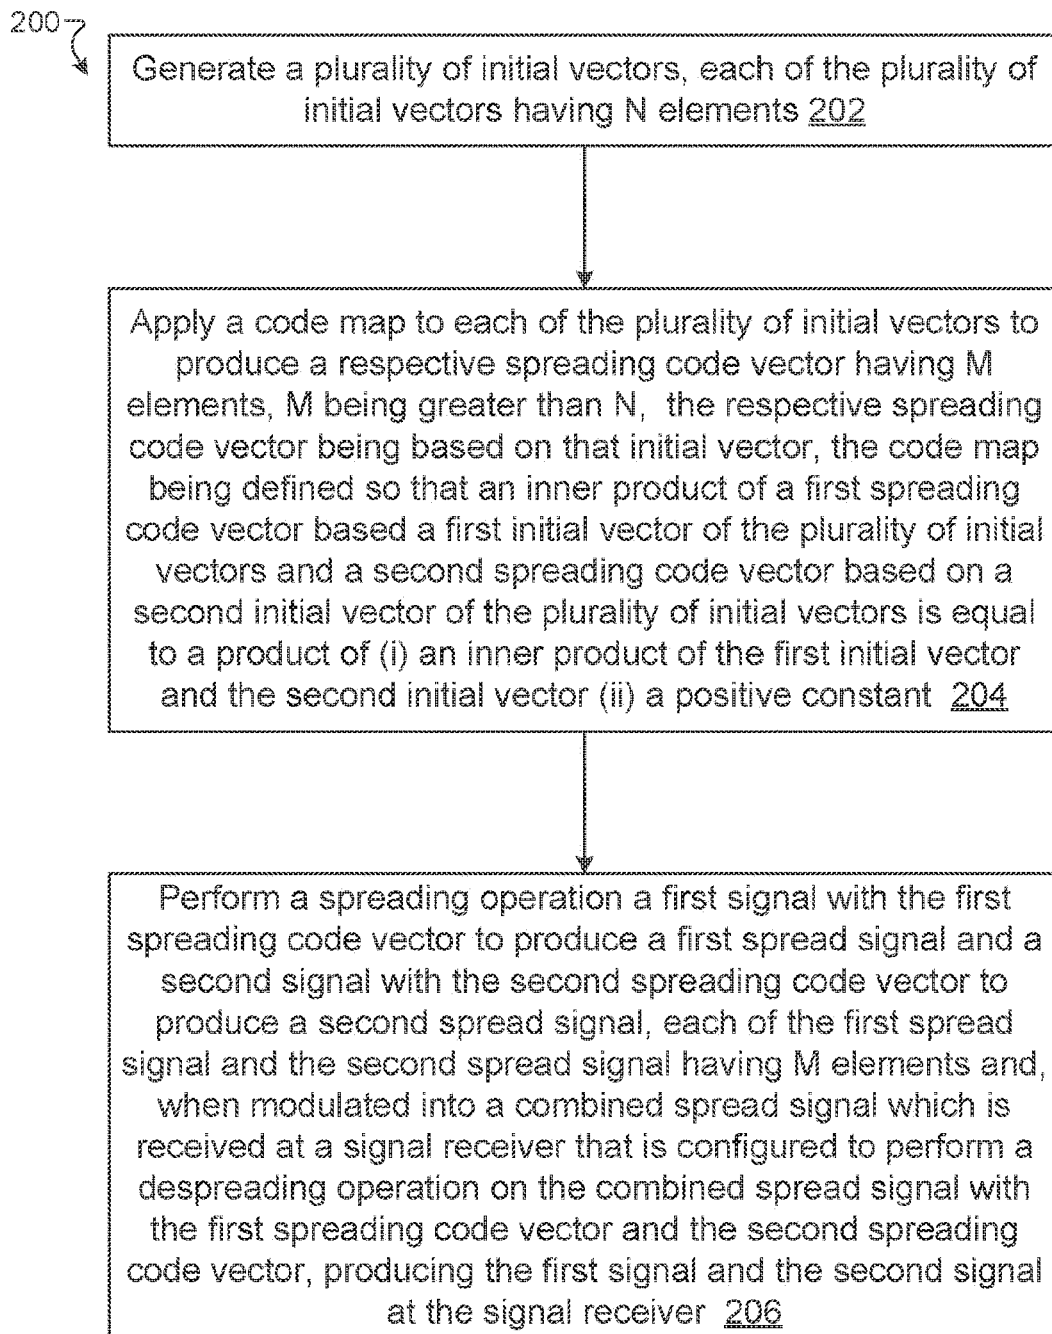 200
Generate a plurality of initial vectors, each of the plurality of
initial vectors having N elements 202
Apply a code map to each of the plurality of initial vectors to
produce a respective spreading code vector having M
elements, M being greater than N, the respective spreading
code vector being based on that initial vector, the code map
being defined so that an inner product of a first spreading
code vector based a first initial vector of the plurality of initial
vectors and a second spreading code vector based on a
second initial vector of the plurality of initial vectors is equal
to a product of (i) an inner product of the first initial vector
and the second initial vector (ii) a positive constant 204
Perform a spreading operation a first signal with the first
spreading code vector to produce a first spread signal and a
second signal with the second spreading code vector to
produce a second spread signal, each of the first spread
signal and the second spread signal having M elements and,
when modulated into a combined spread signal which is
received at a signal receiver that is configured to perform a
despreading operation on the combined spread signal with
the first spreading code vector and the second spreading
code vector, producing the first signal and the second signal
at the signal receiver 206